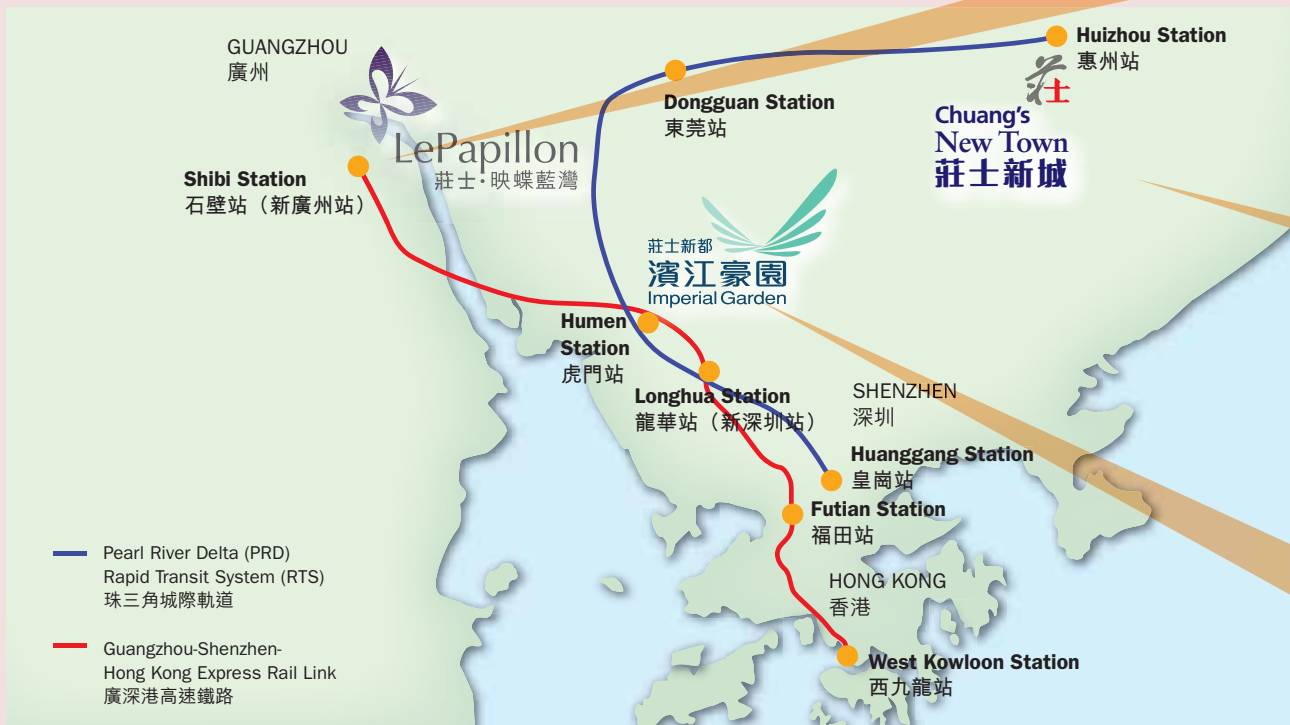 GUANGZHOU
廣州
Huizhou Station
惠州站
莊士
Chuang's
New Town
莊士新城
Dongguan Station
東莞站
LePapillon
莊士·映蝶藍灣
Shibi Station
石壁站（新廣州站）
莊士新都
濱江豪園
Imperial Garden
Humen
Station
虎門站
Longhua Station
龍華站（新深圳站）
SHENZHEN
深圳
Huanggang Station
皇崗站
Futian Station
福田站
HONG KONG
香港
West Kowloon Station
西九龍站
Pearl River Delta (PRD)
Rapid Transit System (RTS)
珠三角城際軌道
Guangzhou-Shenzhen-
Hong Kong Express Rail Link
廣深港高速鐵路